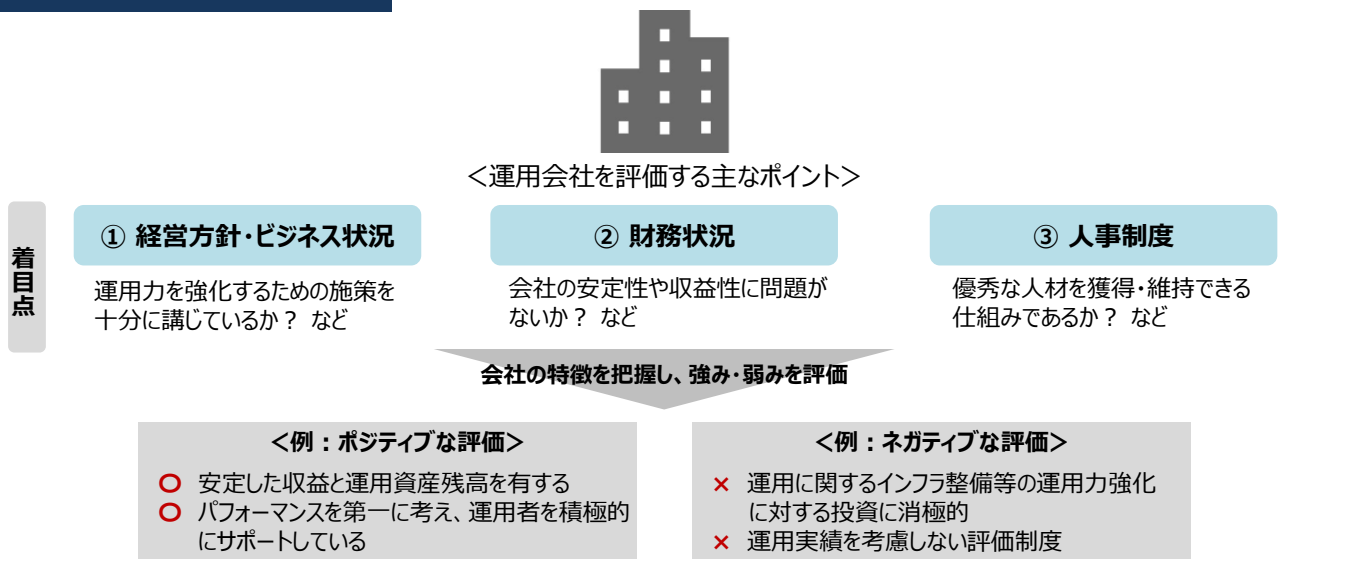 ＜運用会社を評価する主なポイント＞
着目点
① 経営方針・ビジネス状況
運用力を強化するための施策を
十分に講じているか？ など
② 財務状況
会社の安定性や収益性に問題が
ないか？ など
③ 人事制度
優秀な人材を獲得・維持できる
仕組みであるか？ など
会社の特徴を把握し、強み・弱みを評価
＜例：ポジティブな評価＞
〇 安定した収益と運用資産残高を有する
〇 パフォーマンスを第一に考え、運用者を積極的
にサポートしている
＜例：ネガティブな評価＞
× 運用に関するインフラ整備等の運用力強化
に対する投資に消極的
× 運用実績を考慮しない評価制度